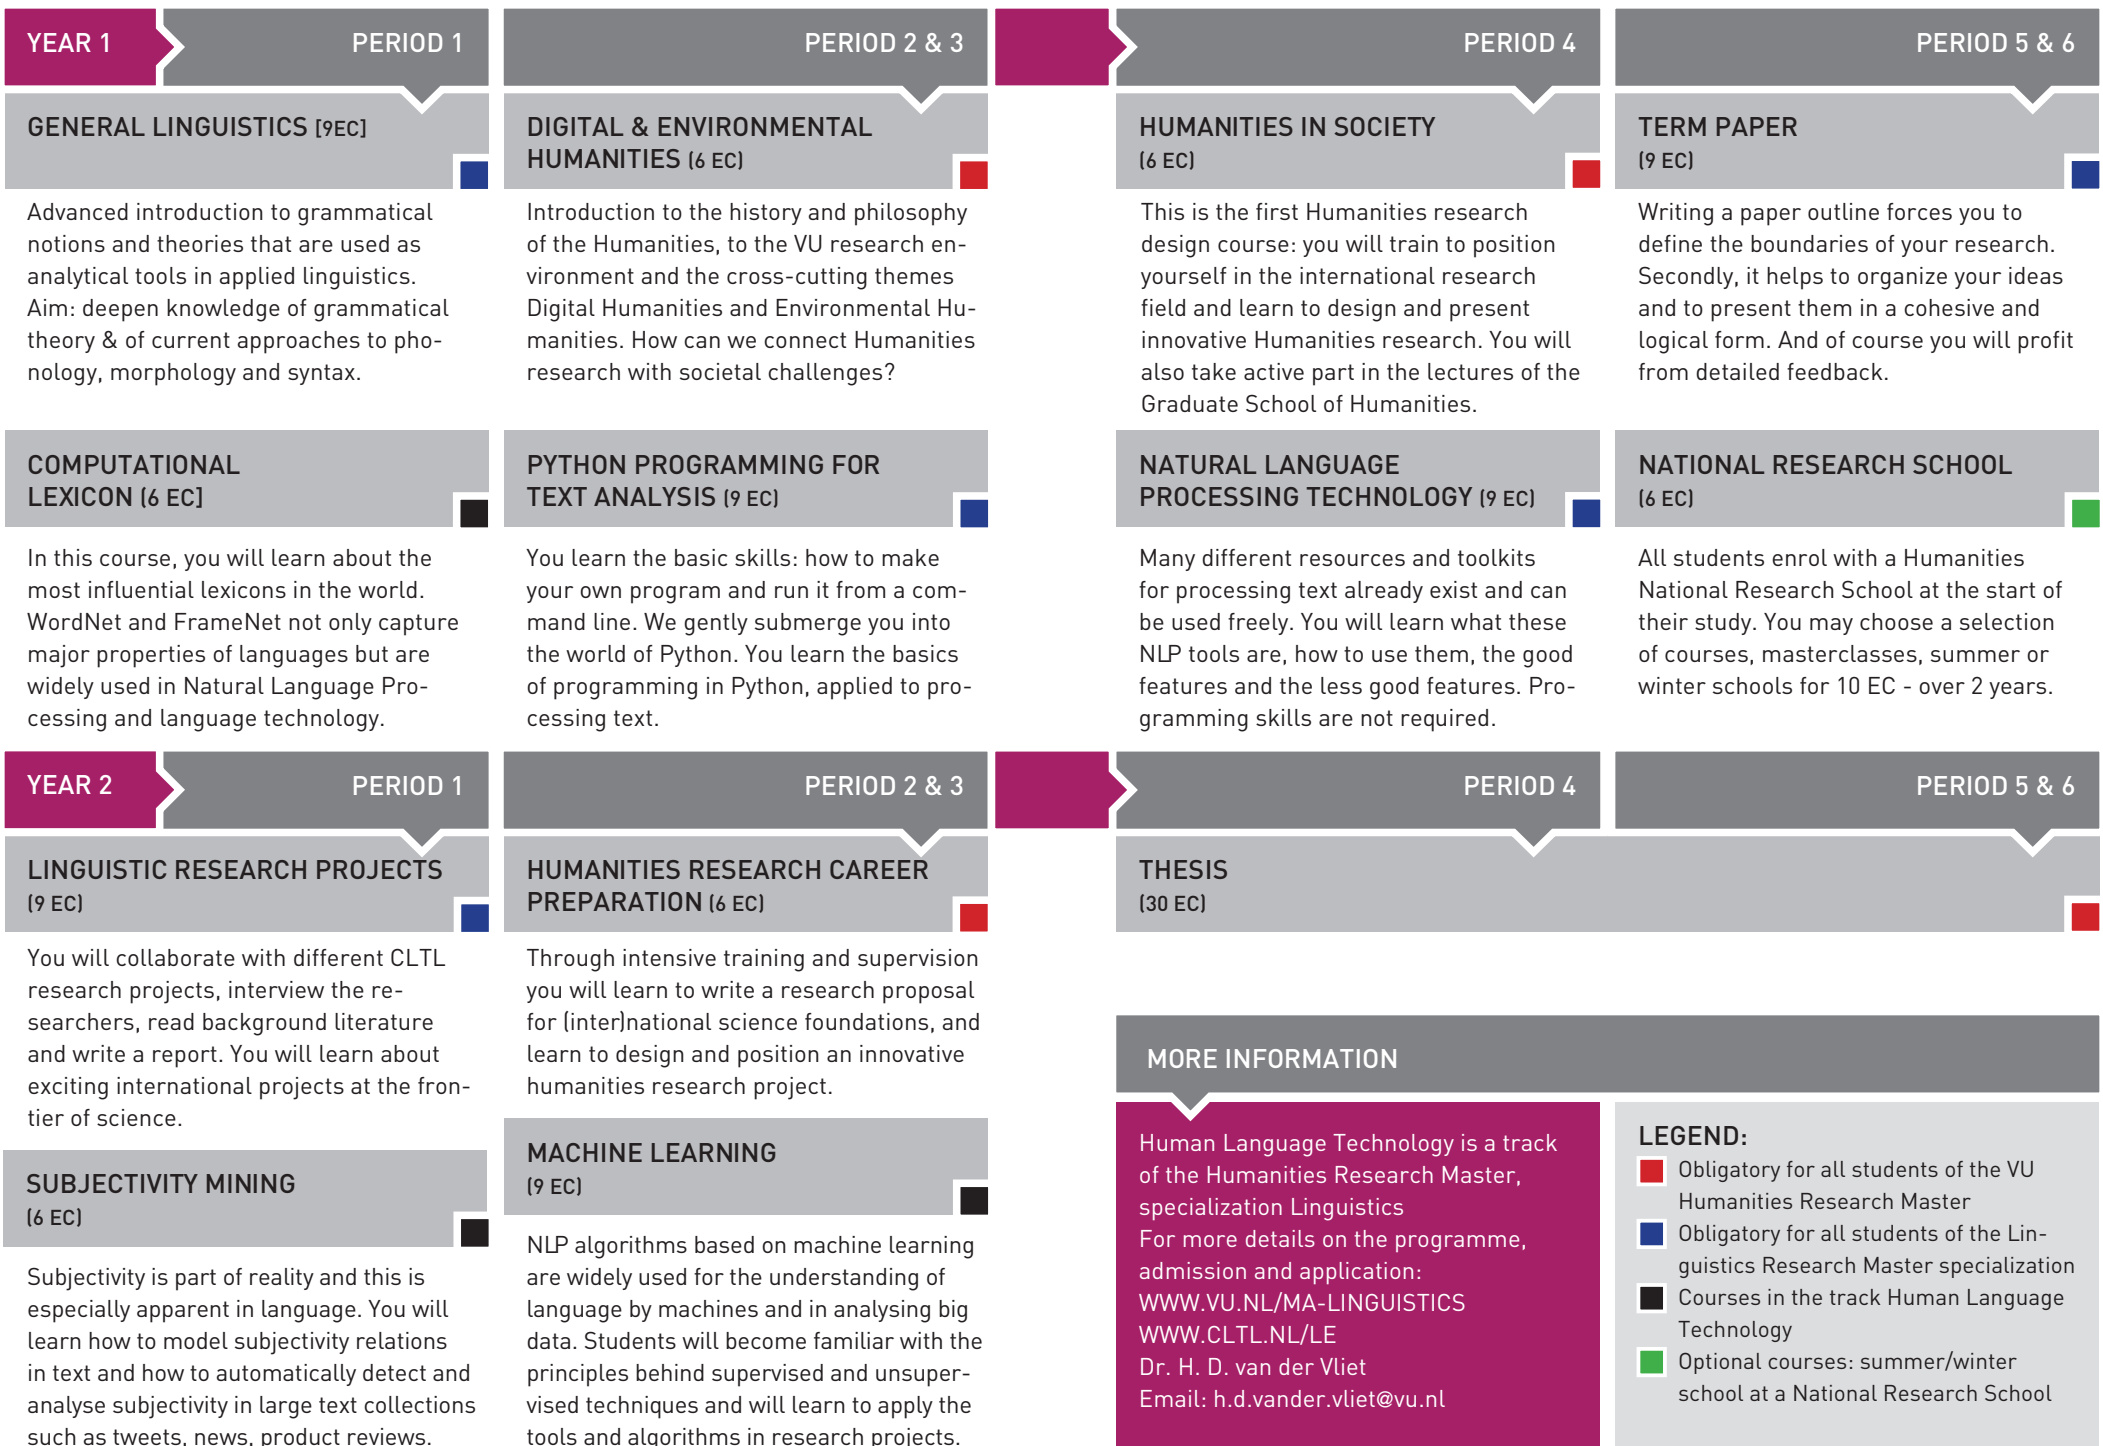 YEAR 1
PERIOD 1
PERIOD 2 & 3
PERIOD 4
PERIOD 5 & 6
GENERAL LINGUISTICS [9EC]
Advanced introduction to grammatical
notions and theories that are used as
analytical tools in applied linguistics.
Aim: deepen knowledge of grammatical
theory & of current approaches to pho-
nology, morphology and syntax.
DIGITAL & ENVIRONMENTAL
HUMANITIES (6 EC)
Introduction to the history and philosophy
of the Humanities, to the VU research en-
vironment and the cross-cutting themes
Digital Humanities and Environmental Hu-
manities. How can we connect Humanities
research with societal challenges?
HUMANITIES IN SOCIETY
(6 EC)
This is the first Humanities research
design course: you will train to position
yourself in the international research
field and learn to design and present
innovative Humanities research. You will
also take active part in the lectures of the
Graduate School of Humanities.
TERM PAPER
(9 EC)
Writing a paper outline forces you to
define the boundaries of your research.
Secondly, it helps to organize your ideas
and to present them in a cohesive and
logical form. And of course you will profit
from detailed feedback.
COMPUTATIONAL
LEXICON (6 EC]
In this course, you will learn about the
most influential lexicons in the world.
WordNet and FrameNet not only capture
major properties of languages but are
widely used in Natural Language Pro-
cessing and language technology.
PYTHON PROGRAMMING FOR
TEXT ANALYSIS (9 EC)
You learn the basic skills: how to make
your own program and run it from a com-
mand line. We gently submerge you into
the world of Python. You learn the basics
of programming in Python, applied to pro-
cessing text.
NATURAL LANGUAGE
PROCESSING TECHNOLOGY (9 EC)
Many different resources and toolkits
for processing text already exist and can
be used freely. You will learn what these
NLP tools are, how to use them, the good
features and the less good features. Pro-
gramming skills are not required.
NATIONAL RESEARCH SCHOOL
(6 EC)
All students enrol with a Humanities
National Research School at the start of
their study. You may choose a selection
of courses, masterclasses, summer or
winter schools for 10 EC - over 2 years.
YEAR 2
PERIOD 1
PERIOD 2 & 3
PERIOD 4
PERIOD 5 & 6
LINGUISTIC RESEARCH PROJECTS
(9 EC)
You will collaborate with different CLTL
research projects, interview the re-
searchers, read background literature
and write a report. You will learn about
exciting international projects at the fron-
tier of science.
SUBJECTIVITY MINING
(6 EC)
Subjectivity is part of reality and this is
especially apparent in language. You will
learn how to model subjectivity relations
in text and how to automatically detect and
analyse subjectivity in large text collections
such as tweets, news, product reviews.
HUMANITIES RESEARCH CAREER
PREPARATION (6 EC)
Through intensive training and supervision
you will learn to write a research proposal
for (inter)national science foundations, and
learn to design and position an innovative
humanities research project.
MACHINE LEARNING
(9 EC)
NLP algorithms based on machine learning
are widely used for the understanding of
language by machines and in analysing big
data. Students will become familiar with the
principles behind supervised and unsuper-
vised techniques and will learn to apply the
tools and algorithms in research projects.
THESIS
(30 EC)
MORE INFORMATION
Human Language Technology is a track
of the Humanities Research Master,
specialization Linguistics
For more details on the programme,
admission and application:
WWW.VU.NL/MA-LINGUISTICS
WWW.CLTL.NL/LE
Dr. H. D. van der Vliet
Email: h.d.vander.vliet@vu.nl
LEGEND:
Obligatory for all students of the VU
Humanities Research Master
Obligatory for all students of the Lin-
guistics Research Master specialization
Courses in the track Human Language
Technology
Optional courses: summer/winter
school at a National Research School